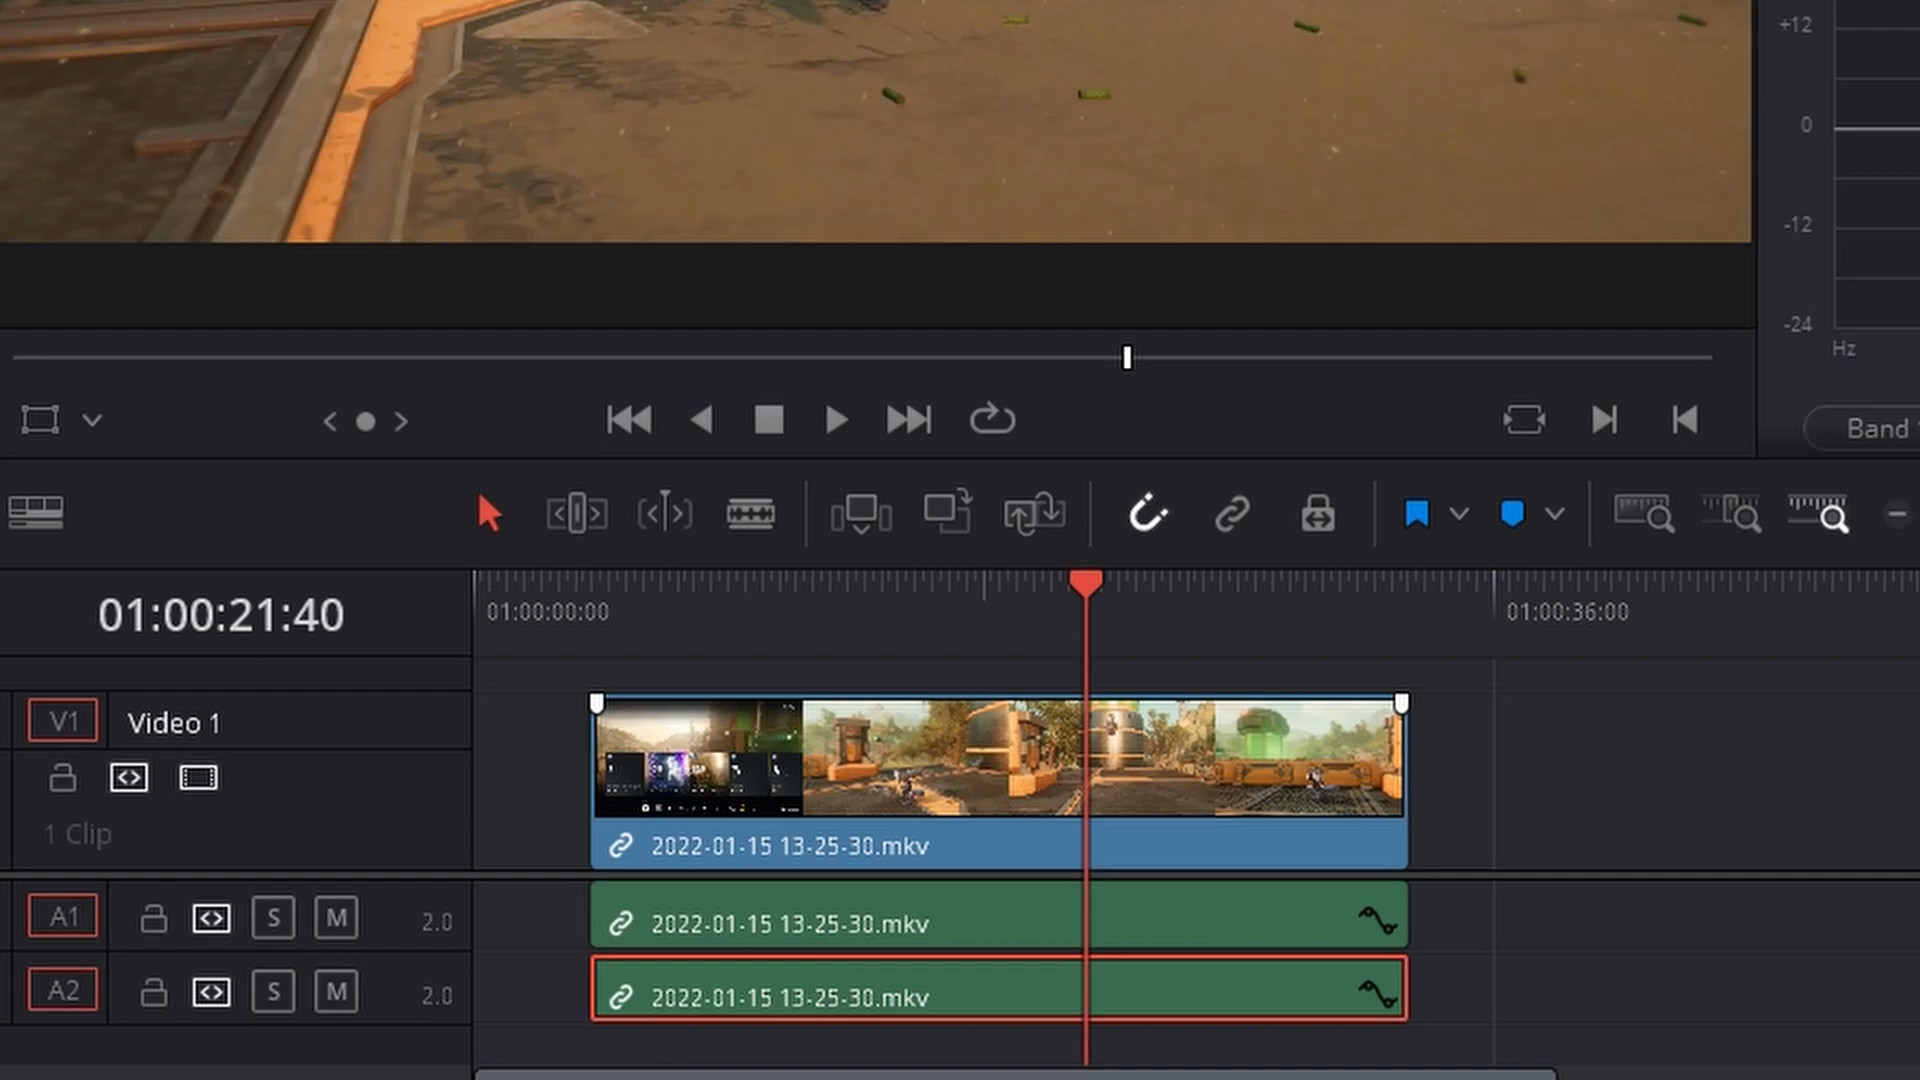 +12
0
-12
-24
Hz
Band
01:00:21:40
01:00:00:00
01:00:36:00
V1
Video 1
1 Clip
2022-01-15 13-25-30.mkv
A1
S
M
2.0
2022-01-15 13-25-30.mkv
A2
S
M
2.0
2022-01-15 13-25-30.mkv